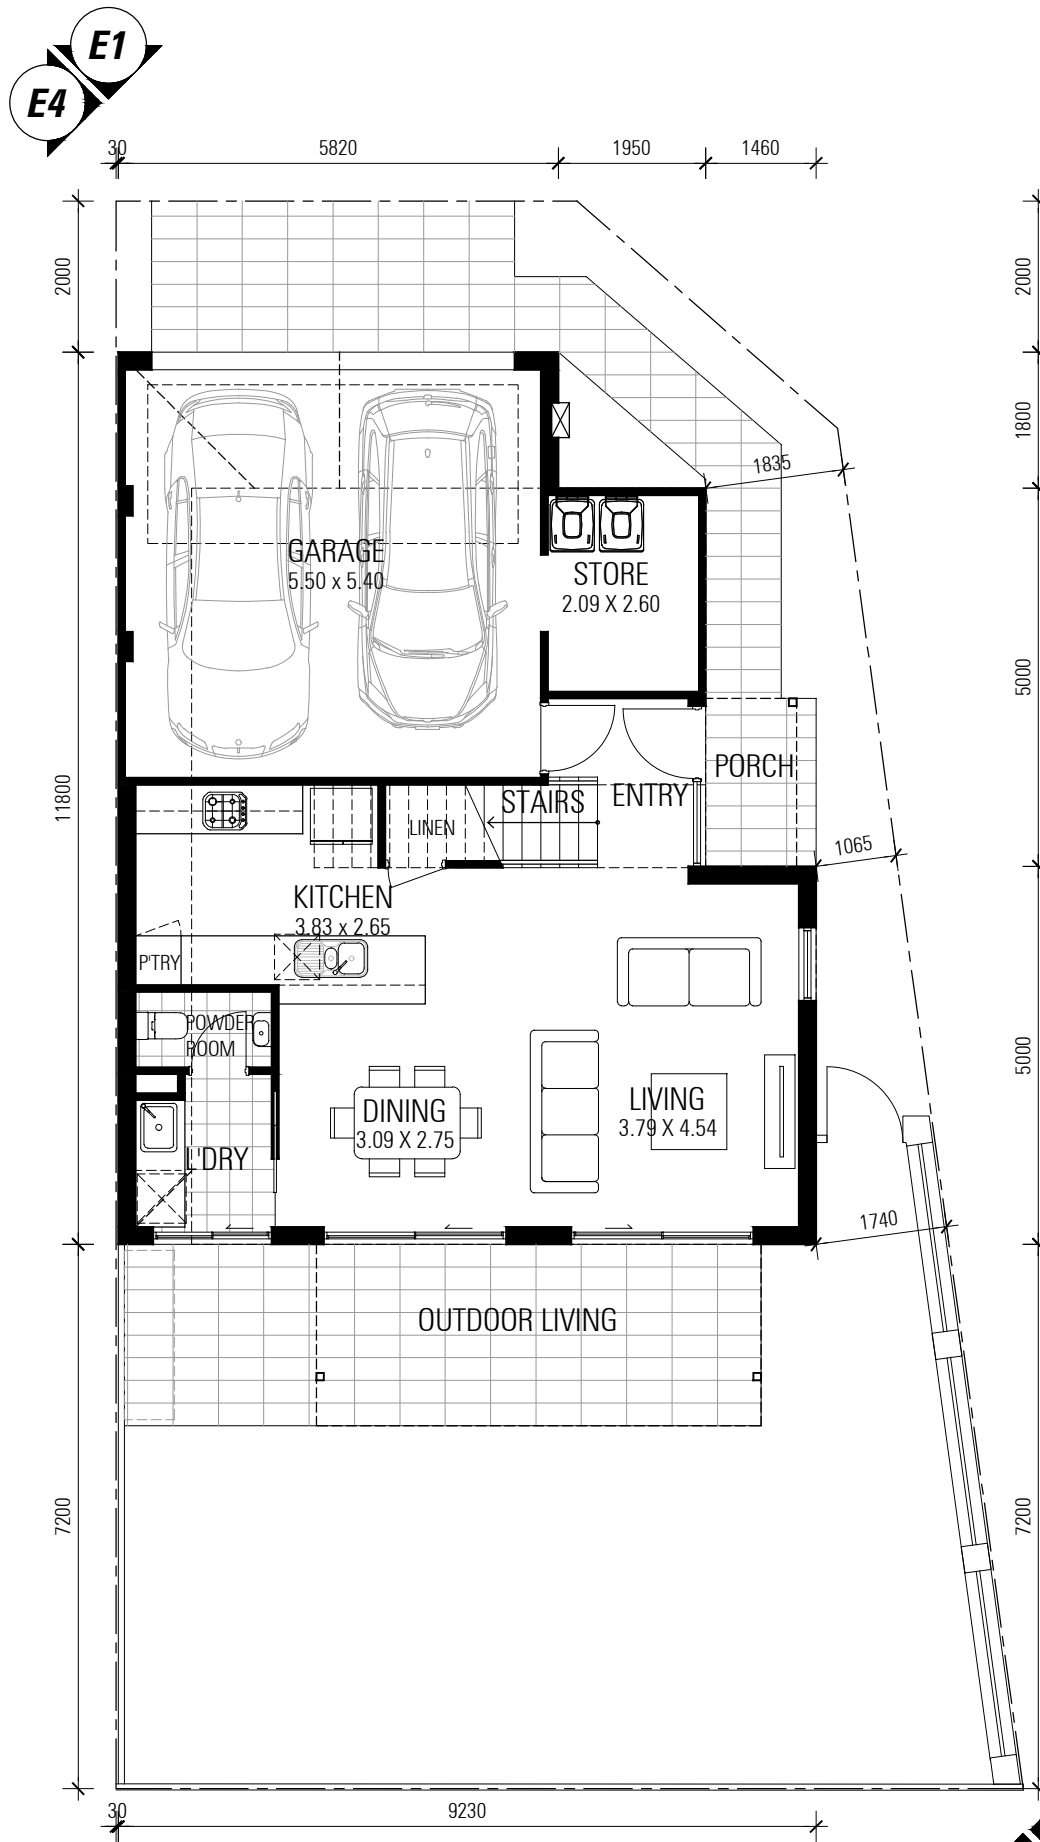 E1
E4
30
5820
1950
1460
2000
2000
1800
1835
GARAGE
5.50 x 5.40
STORE
2.09 X 2.60
5000
11800
PORCH
STAIRS
ENTRY
LINEN
1065
KITCHEN
3.83 x 2.65
P'TRY
POWDER
ROOM
5000
DINING
3.09 X 2.75
LIVING
3.79 X 4.54
L'DRY
1740
OUTDOOR LIVING
7200
7200
30
9230